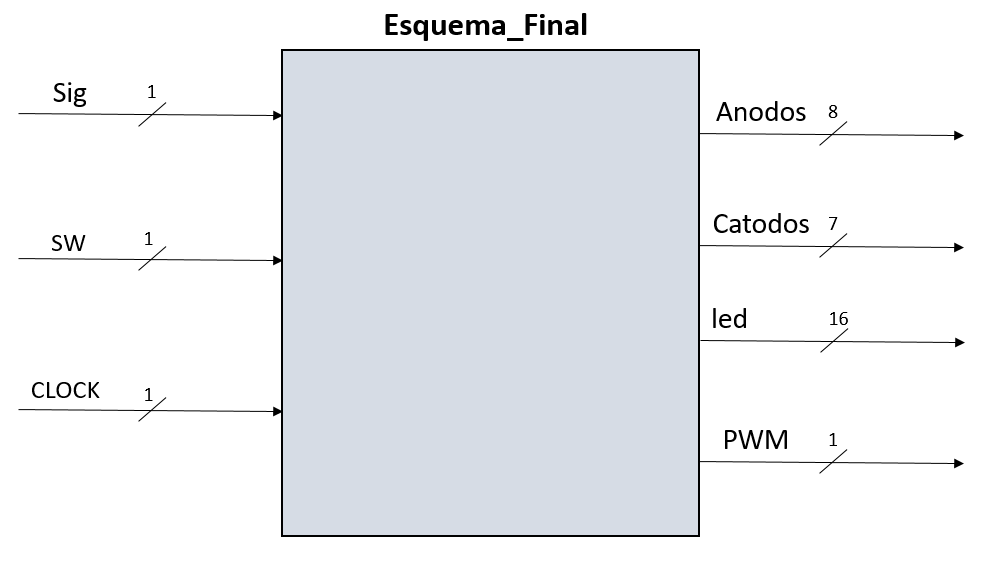 Esquema_Final
Sig 1
SW 1
CLOCK 1
Anodos 8
Catodos 7
led 16
PWM 1